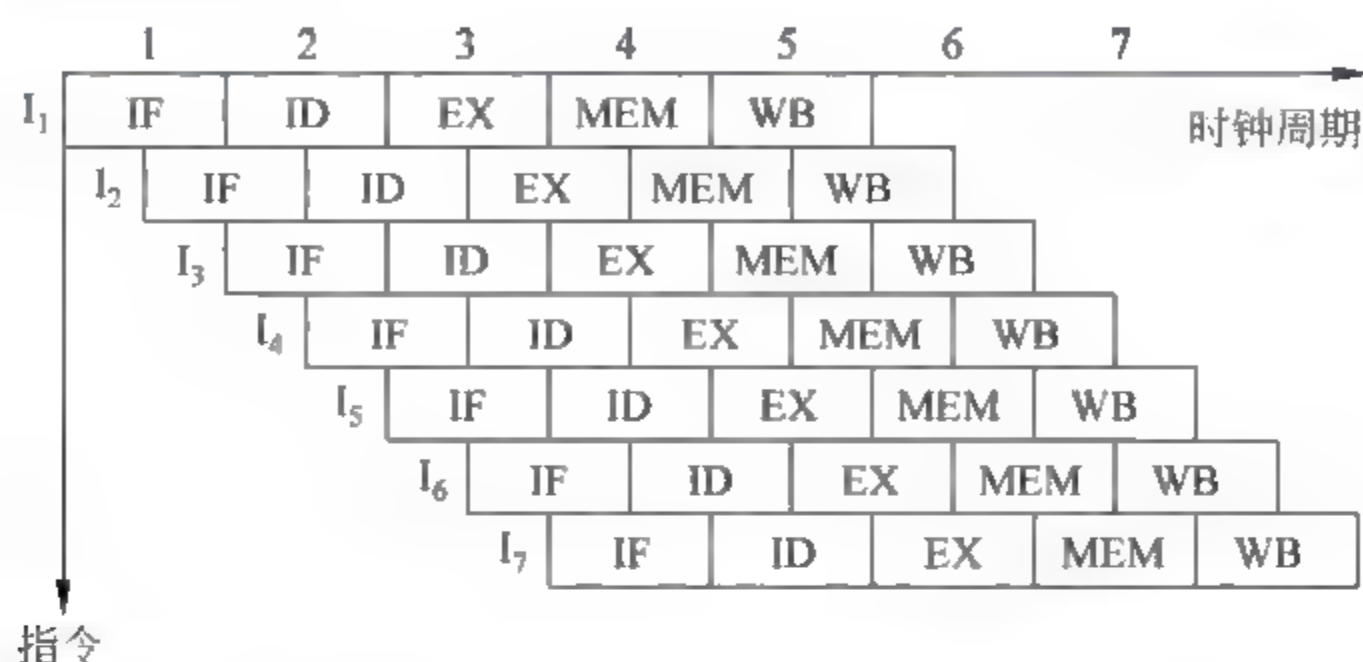 1 2 3 4 5 6 7
I₁ IF ID EX MEM WB
时钟周期
I₂ IF ID EX MEM WB
I₃ IF ID EX MEM WB
I₄ IF ID EX MEM WB
I₅ IF ID EX MEM WB
I₆ IF ID EX MEM WB
I₇ IF ID EX MEM WB
指令